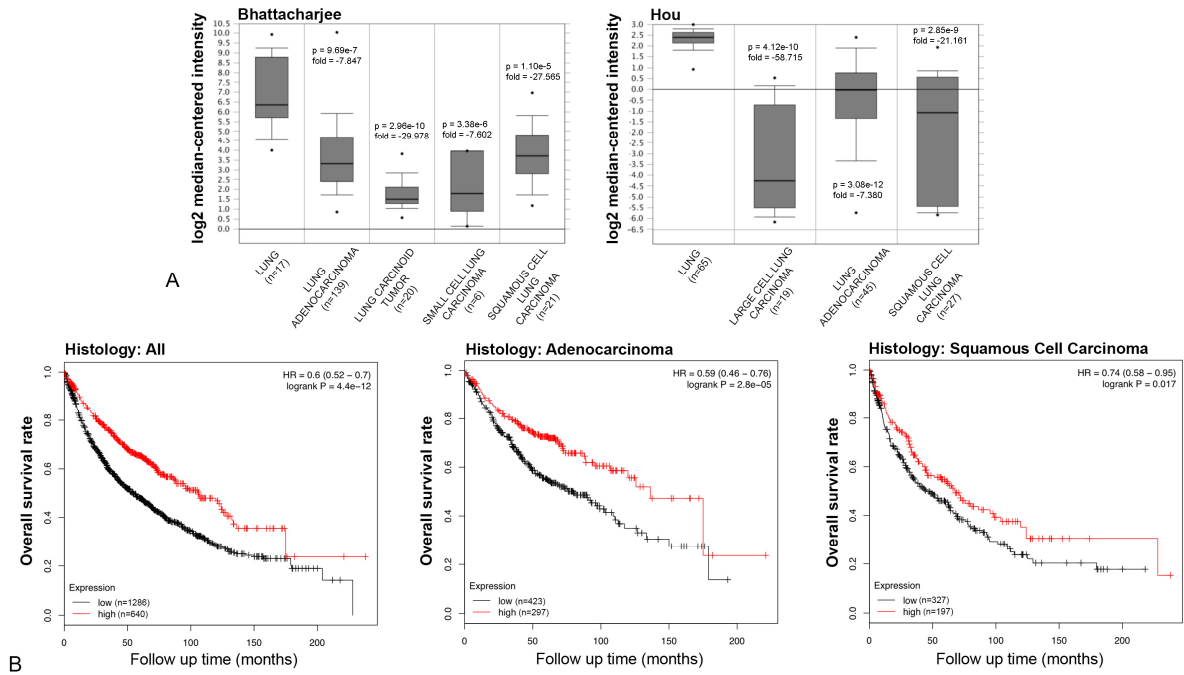 Bhattacharjee
log2 median-centered intensity
10.5
10.0
9.5
9.0
8.5
8.0
7.5
7.0
6.5
6.0
5.5
5.0
4.5
4.0
3.5
3.0
2.5
2.0
1.5
1.0
0.5
0.0
p = 9.69e-7
fold = -7.847
p = 2.96e-10
fold = -29.978
p = 3.38e-6
fold = -7.602
p = 1.10e-5
fold = -27.565
LUNG
(n=17)
LUNG
ADENOCARCINOMA
(n=139)
LUNG CARCINOID
TUMOR
(n=20)
SMALL CELL LUNG
CARCINOMA
(n=6)
SQUAMOUS CELL
LUNG
CARCINOMA
(n=21)
Hou
log2 median-centered intensity
3.0
2.5
2.0
1.5
1.0
0.5
0.0
-0.5
-1.0
-1.5
-2.0
-2.5
-3.0
-3.5
-4.0
-4.5
-5.0
-5.5
-6.0
-6.5
p = 4.12e-10
fold = -58.715
p = 3.08e-12
fold = -7.380
p = 2.85e-9
fold = -21.161
LUNG
(n=65)
LARGE CELL LUNG
CARCINOMA
(n=19)
LUNG
ADENOCARCINOMA
(n=45)
SQUAMOUS CELL
LUNG
CARCINOMA
(n=27)
A
Histology: All
Overall survival rate
1.0
0.8
0.6
0.4
0.2
0.0
HR = 0.6 (0.52 − 0.7)
logrank P = 4.4e−12
Expression
low (n=1286)
high (n=640)
0 50 100 150 200
Follow up time (months)
Histology: Adenocarcinoma
Overall survival rate
1.0
0.8
0.6
0.4
0.2
0.0
HR = 0.59 (0.46 − 0.76)
logrank P = 2.8e−05
Expression
low (n=423)
high (n=297)
0 50 100 150 200
Follow up time (months)
Histology: Squamous Cell Carcinoma
Overall survival rate
1.0
0.8
0.6
0.4
0.2
0.0
HR = 0.74 (0.58 − 0.95)
logrank P = 0.017
Expression
low (n=327)
high (n=197)
0 50 100 150 200
Follow up time (months)
B